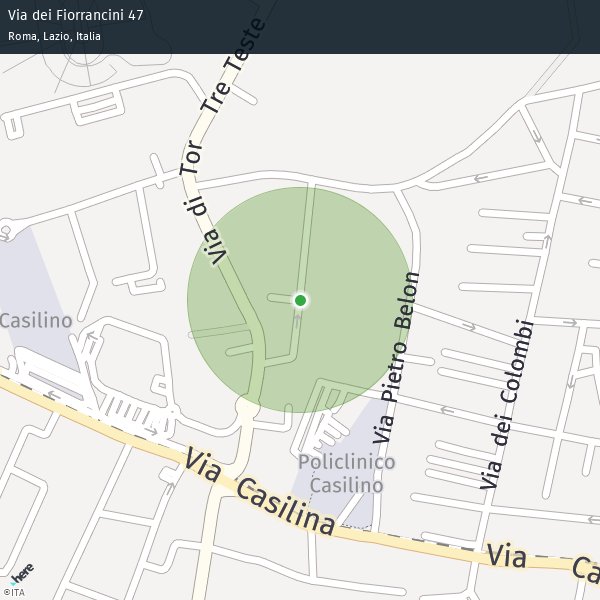 Via dei Fiorrancini 47
Roma, Lazio, Italia
Via di Tor Tre Teste
Casilino
Via Pietro Belon
Via dei Colombi
Policlinico
Casilino
Via Casilina
Via Ca
here
©ITA